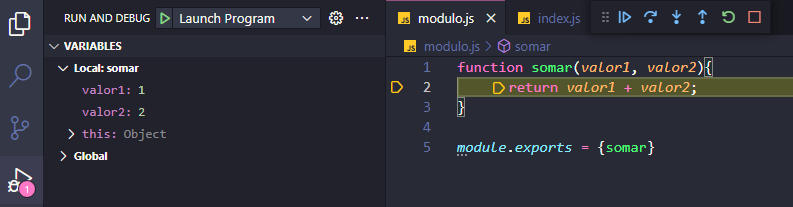 RUN AND DEBUG Launch Program
VARIABLES
Local: somar
valor1: 1
valor2: 2
this: Object
Global
1
JS modulo.js
JS index.js
JS modulo.js > somar
1 function somar(valor1, valor2){
2 return valor1 + valor2;
3 }
4
5 module.exports = {somar}